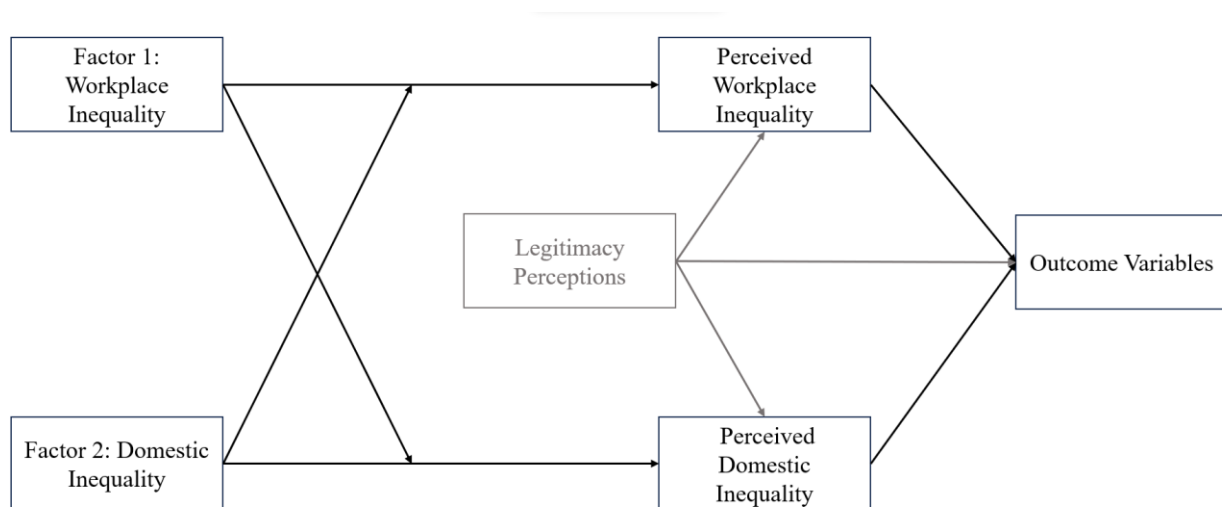 Factor 1:
Workplace
Inequality
Perceived
Workplace
Inequality
Legitimacy
Perceptions
Outcome Variables
Factor 2: Domestic
Inequality
Perceived
Domestic
Inequality